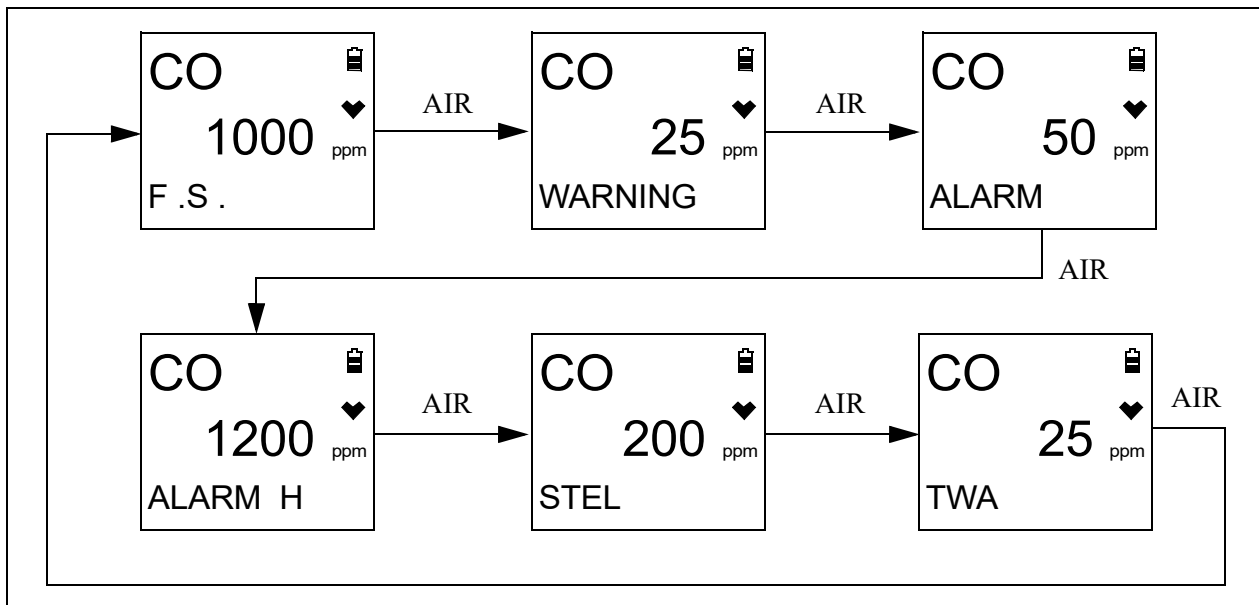 CO
1000 ppm
F .S .
AIR
CO
25 ppm
WARNING
AIR
CO
50 ppm
ALARM
AIR
CO
1200 ppm
ALARM H
AIR
CO
200 ppm
STEL
AIR
CO
25 ppm
TWA
AIR